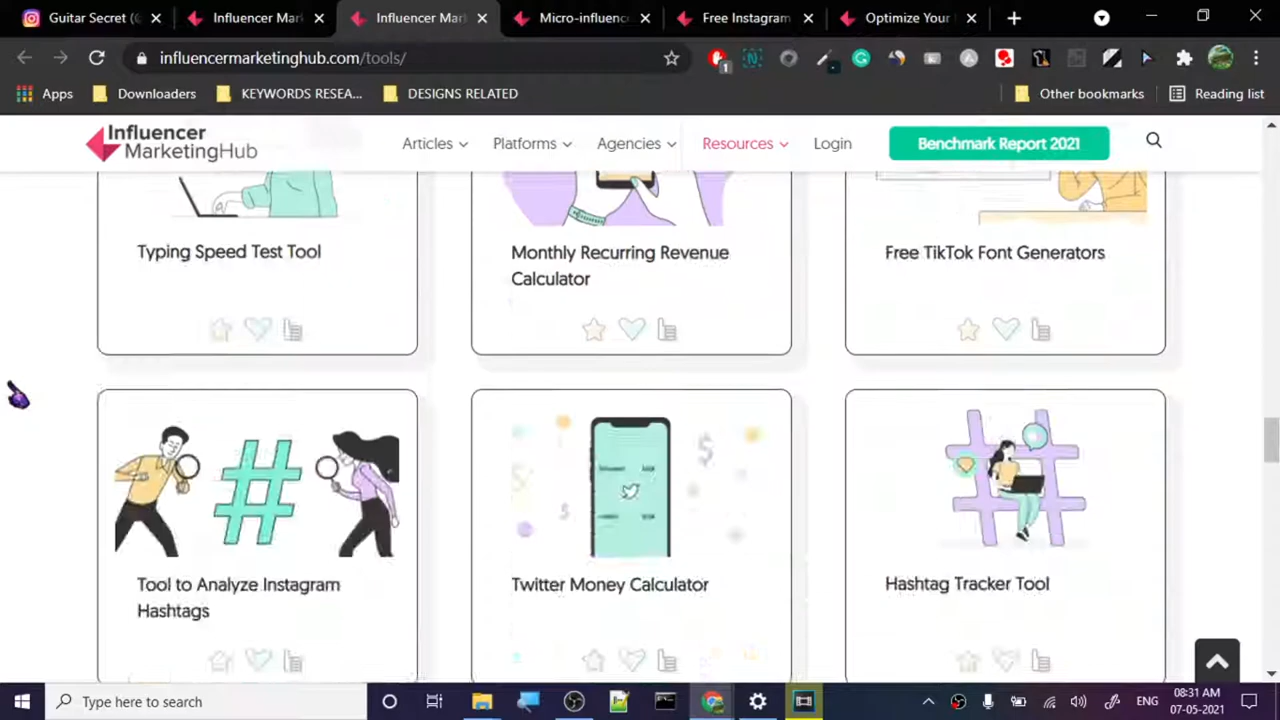 Guitar Secret (
Influencer Mar
Influencer Mar
Micro-influenc
Free Instagram
Optimize Your
influencermarketinghub.com/tools/
1
Apps
Downloaders
KEYWORDS RESEA...
DESIGNS RELATED
Other bookmarks
Reading list
Influencer
MarketingHub
Articles
Platforms
Agencies
Resources
Login
Benchmark Report 2021
Typing Speed Test Tool
Monthly Recurring Revenue
Calculator
Free TikTok Font Generators
Tool to Analyze Instagram
Hashtags
Twitter Money Calculator
Hashtag Tracker Tool
Type here to search
ENG
08:31 AM
07-05-2021